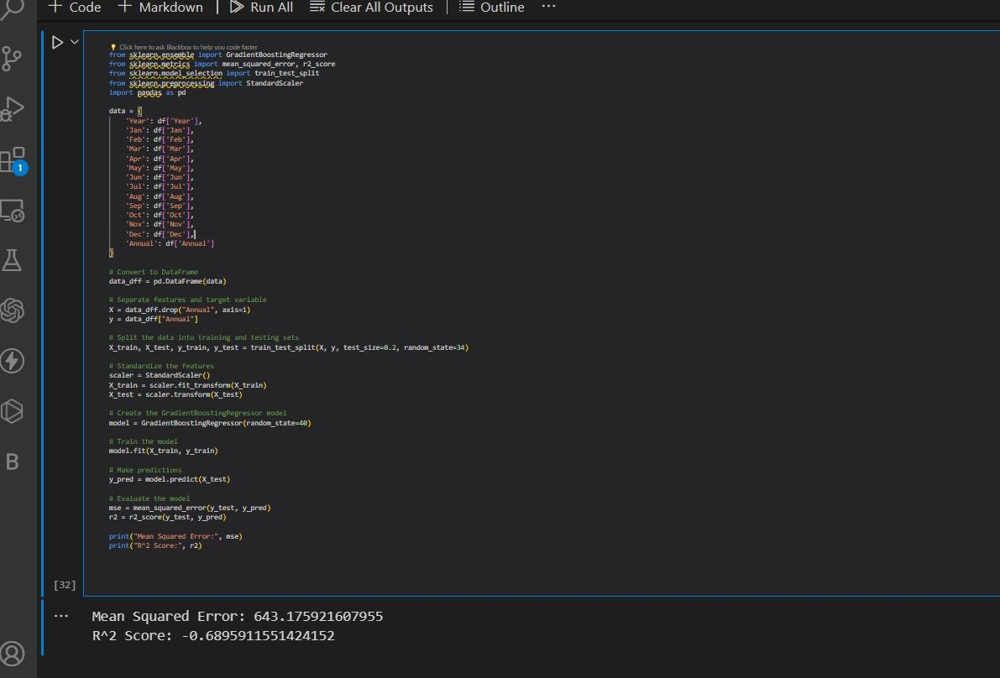 + Code + Markdown | Run All Clear All Outputs | Outline ...
Click here to ask Blackbox to help you code faster
from sklearn.ensemble import GradientBoostingRegressor
from sklearn.metrics import mean_squared_error, r2_score
from sklearn.model_selection import train_test_split
from sklearn.preprocessing import StandardScaler
import pandas as pd
data = {
'Year': df['Year'],
'Jan': df['Jan'],
'Feb': df['Feb'],
'Mar': df['Mar'],
'Apr': df['Apr'],
'May': df['May'],
'Jun': df['Jun'],
'Jul': df['Jul'],
'Aug': df['Aug'],
'Sep': df['Sep'],
'Oct': df['Oct'],
'Nov': df['Nov'],
'Dec': df['Dec'],
'Annual': df['Annual']
}
# Convert to DataFrame
data_dff = pd.DataFrame(data)
# Separate features and target variable
X = data_dff.drop("Annual", axis=1)
y = data_dff["Annual"]
# Split the data into training and testing sets
X_train, X_test, y_train, y_test = train_test_split(X, y, test_size=0.2, random_state=34)
# Standardize the features
scaler = StandardScaler()
X_train = scaler.fit_transform(X_train)
X_test = scaler.transform(X_test)
# Create the GradientBoostingRegressor model
model = GradientBoostingRegressor(random_state=40)
# Train the model
model.fit(X_train, y_train)
# Make predictions
y_pred = model.predict(X_test)
# Evaluate the model
mse = mean_squared_error(y_test, y_pred)
r2 = r2_score(y_test, y_pred)
print("Mean Squared Error:", mse)
print("R^2 Score:", r2)
[32]
1
B
... Mean Squared Error: 643.175921607955
R^2 Score: -0.6895911551424152